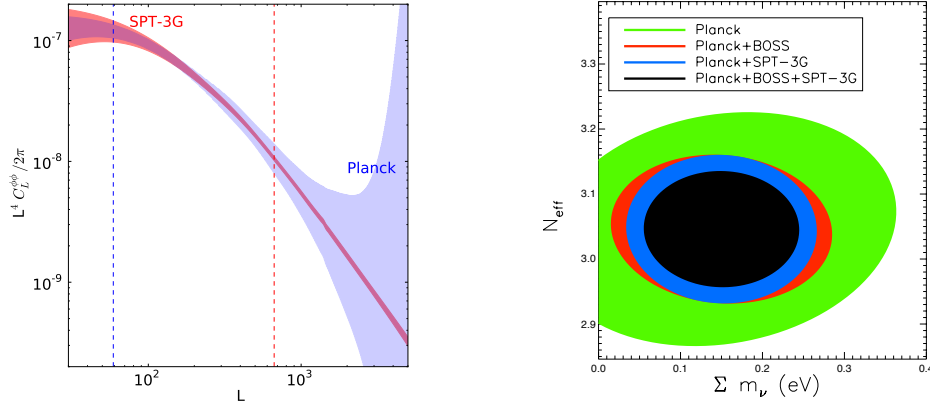 SPT-3G
Planck
10⁻⁷
10⁻⁸
10⁻⁹
L⁴ C_L^{ϕϕ}/2π
10²
10³
L
Planck
Planck+BOSS
Planck+SPT-3G
Planck+BOSS+SPT-3G
3.3
3.2
3.1
3.0
2.9
N_eff
0.0
0.1
0.2
0.3
0.4
Σ m_ν (eV)